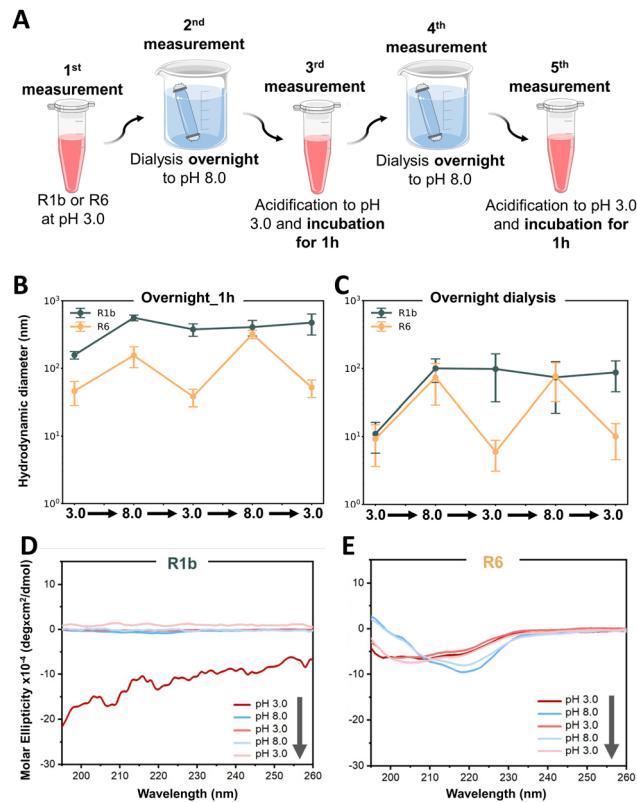 A
1st
measurement
2nd
measurement
3rd
measurement
4th
measurement
5th
measurement
R1b or R6
at pH 3.0
Dialysis overnight
to pH 8.0
Acidification to pH
3.0 and incubation
for 1h
Dialysis overnight
to pH 8.0
Acidification to pH 3.0
and incubation for
1h
B
Overnight_1h
R1b
R6
Hydrodynamic diameter (nm)
10³
10²
10¹
10⁰
3.0 8.0 3.0 8.0 3.0
C
Overnight dialysis
R1b
R6
10³
10²
10¹
10⁰
3.0 8.0 3.0 8.0 3.0
D
R1b
Molar Ellipticity x10⁻⁴ (degxcm²/dmol)
10
0
-10
-20
-30
pH 3.0
pH 8.0
pH 3.0
pH 8.0
pH 3.0
200 210 220 230 240 250 260
Wavelength (nm)
E
R6
10
0
-10
-20
-30
pH 3.0
pH 8.0
pH 3.0
pH 8.0
pH 3.0
200 210 220 230 240 250 260
Wavelength (nm)